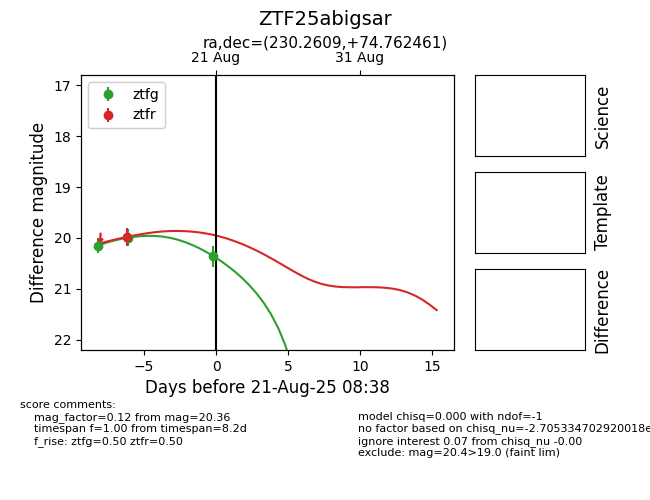 ZTF25abigsar
ra,dec=(230.2609,+74.762461)
21 Aug
31 Aug
ztfg
ztfr
17
18
19
20
21
22
Difference magnitude
−5
0
5
10
15
Days before 21-Aug-25 08:38
Science
Template
Difference
score comments:
mag_factor=0.12 from mag=20.36
timespan f=1.00 from timespan=8.2d
f_rise: ztfg=0.50 ztfr=0.50
model chisq=0.000 with ndof=-1
no factor based on chisq_nu=-2.705334702920018e
ignore interest 0.07 from chisq_nu -0.00
exclude: mag=20.4>19.0 (faint lim)